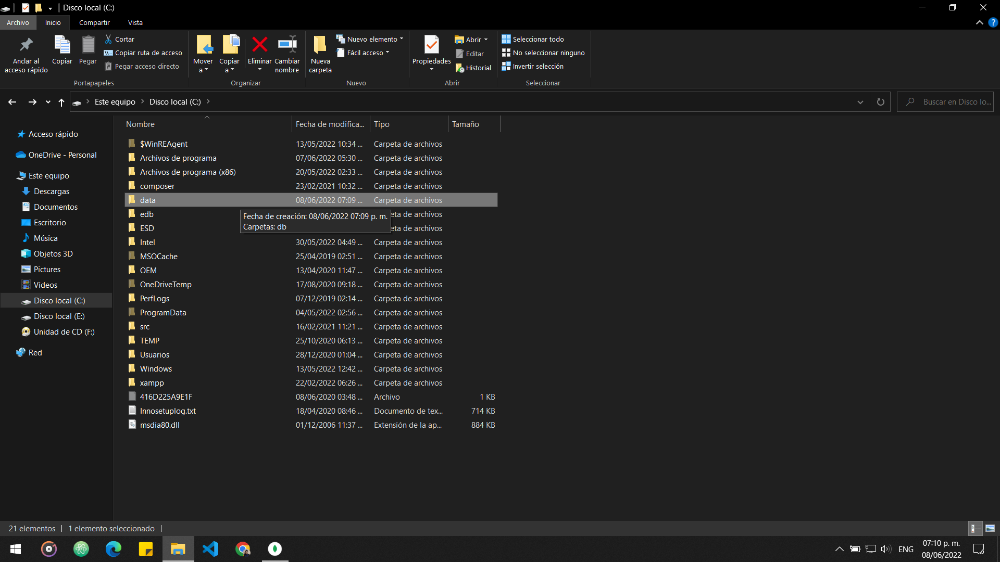 Disco local (C:)
Archivo Inicio Compartir Vista
Anclar al acceso rápido
Copiar
Pegar
Cortar
Copiar ruta de acceso
Pegar acceso directo
Portapapeles
Mover a
Copiar a
Eliminar
Cambiar nombre
Organizar
Nueva carpeta
Nuevo elemento
Fácil acceso
Nuevo
Propiedades
Abrir
Editar
Historial
Abrir
Seleccionar todo
No seleccionar ninguno
Invertir selección
Seleccionar
Este equipo > Disco local (C:) >
Buscar en Disco lo...
Acceso rápido
OneDrive - Personal
Este equipo
Descargas
Documentos
Escritorio
Música
Objetos 3D
Pictures
Videos
Disco local (C:)
Disco local (E:)
Unidad de CD (F:)
Red
Nombre Fecha de modifica... Tipo Tamaño
$WinREAgent 13/05/2022 10:34 ... Carpeta de archivos
Archivos de programa 07/06/2022 05:30 ... Carpeta de archivos
Archivos de programa (x86) 20/05/2022 02:33 ... Carpeta de archivos
composer 23/02/2021 10:32 ... Carpeta de archivos
data 08/06/2022 07:09 ... Carpeta de archivos
edb eta de archivos
Fecha de creación: 08/06/2022 07:09 p. m.
Carpetas: db
ESD eta de archivos
Intel 30/05/2022 04:49 ... Carpeta de archivos
MSOCache 25/04/2019 02:51 ... Carpeta de archivos
OEM 13/04/2020 11:47 ... Carpeta de archivos
OneDriveTemp 17/08/2020 09:18 ... Carpeta de archivos
PerfLogs 07/12/2019 02:14 ... Carpeta de archivos
ProgramData 04/05/2022 02:56 ... Carpeta de archivos
src 16/02/2021 11:21 ... Carpeta de archivos
TEMP 25/10/2020 06:13 ... Carpeta de archivos
Usuarios 28/12/2020 01:04 ... Carpeta de archivos
Windows 13/05/2022 12:42 ... Carpeta de archivos
xampp 22/02/2022 06:26 ... Carpeta de archivos
416D225A9E1F 08/06/2020 03:48 ... Archivo 1 KB
Innosetuplog.txt 18/04/2020 08:46 ... Documento de tex... 714 KB
msdia80.dll 01/12/2006 11:37 ... Extensión de la ap... 884 KB
21 elementos | 1 elemento seleccionado |
ENG
07:10 p. m.
08/06/2022